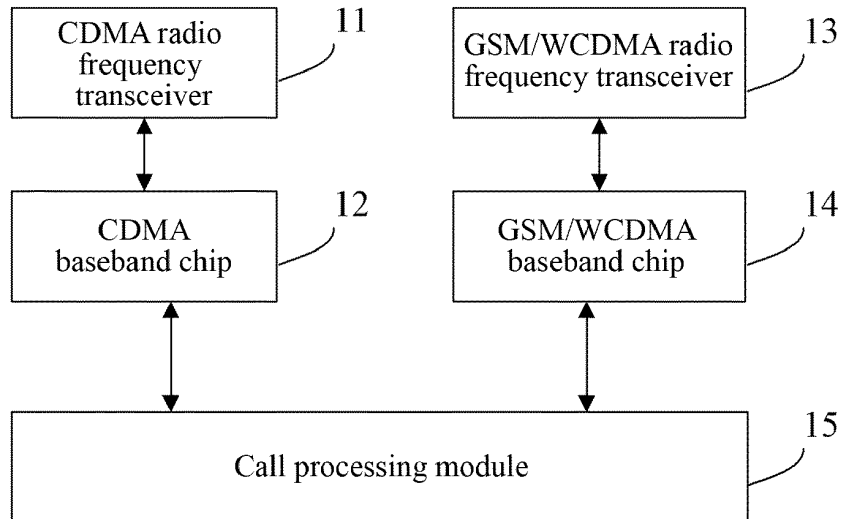 CDMA radio
frequency
transceiver
11
GSM/WCDMA radio
frequency transceiver
13
CDMA
baseband chip
12
GSM/WCDMA
baseband chip
14
Call processing module
15